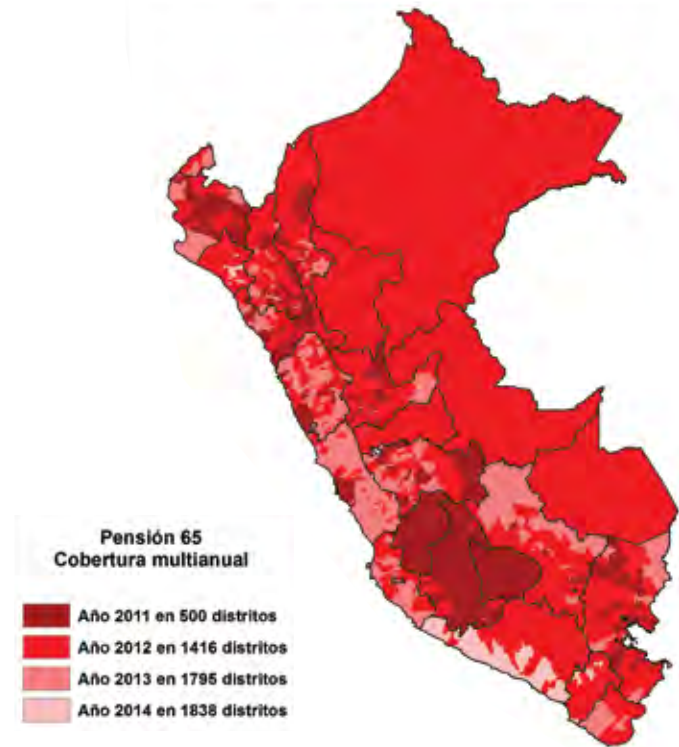 Pensión 65
Cobertura multianual
Año 2011 en 500 distritos
Año 2012 en 1416 distritos
Año 2013 en 1795 distritos
Año 2014 en 1838 distritos